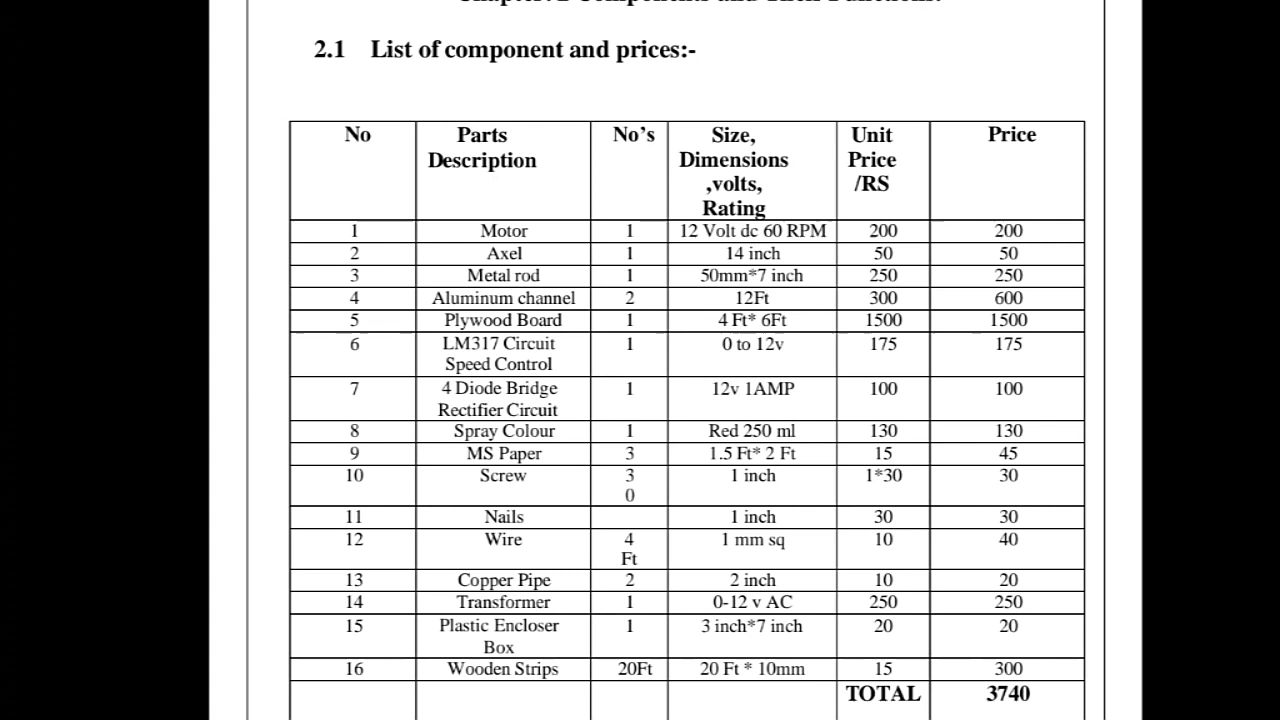 2.1 List of component and prices:-
No Parts Description No's Size, Dimensions ,volts, Rating Unit Price /RS Price
1 Motor 1 12 Volt dc 60 RPM 200 200
2 Axel 1 14 inch 50 50
3 Metal rod 1 50mm*7 inch 250 250
4 Aluminum channel 2 12Ft 300 600
5 Plywood Board 1 4 Ft* 6Ft 1500 1500
6 LM317 Circuit Speed Control 1 0 to 12v 175 175
7 4 Diode Bridge Rectifier Circuit 1 12v 1AMP 100 100
8 Spray Colour 1 Red 250 ml 130 130
9 MS Paper 3 1.5 Ft* 2 Ft 15 45
10 Screw 30 1 inch 1*30 30
11 Nails 1 inch 30 30
12 Wire 4 Ft 1 mm sq 10 40
13 Copper Pipe 2 2 inch 10 20
14 Transformer 1 0-12 v AC 250 250
15 Plastic Encloser Box 1 3 inch*7 inch 20 20
16 Wooden Strips 20Ft 20 Ft * 10mm 15 300
TOTAL 3740